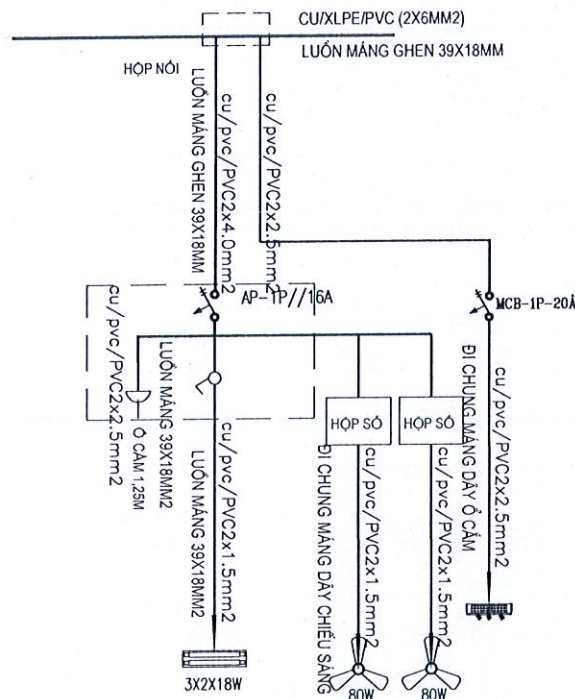 CU/XLPE/PVC (2X6MM2)
LUỒN MÁNG GHEN 39X18MM
HỘP NỐI
LUỒN MÁNG GHEN 39X18MM
cu/pvc/PVC2x4.0mm2
cu/pvc/PVC2x2.5mm2
AP-1P//16A
MCB-1P-20A
cu/pvc/PVC2x2.5mm2
Ổ CẮM 1,25M
LUỒN MÁNG 39X18MM2
LUỒN MÁNG 39X18MM2
cu/pvc/PVC2x1.5mm2
HỘP SỐ
HỘP SỐ
ĐI CHUNG MÁNG DÂY CHIẾU SÁNG
cu/pvc/PVC2x1.5mm2
cu/pvc/PVC2x1.5mm2
ĐI CHUNG MÁNG DÂY Ổ CẮM
cu/pvc/PVC2x2.5mm2
3X2X18W
80W
80W